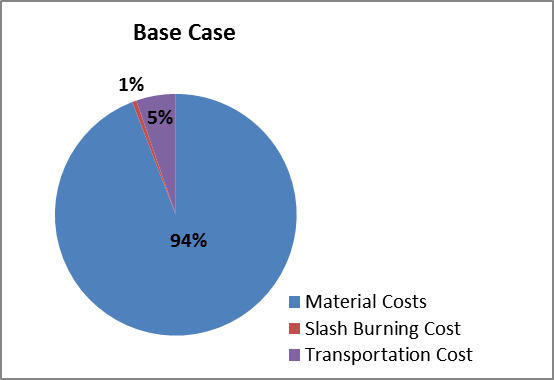 Base Case
1%
5%
94%
Material Costs
Slash Burning Cost
Transportation Cost